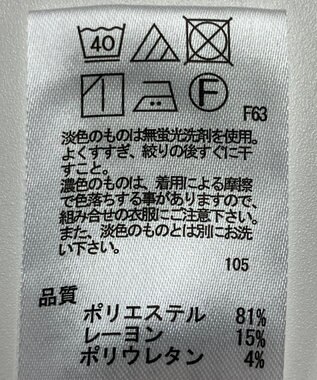 40
F
F63
淡色のものは無蛍光洗剤を使用。
よくすすぎ、絞りの後すぐに干
すこと。
濃色のものは、着用による摩擦
で色落ちする事がありますので、
組み合せの衣服にご注意下さい。
また、淡色のものとは別にお洗
い下さい。
105
品質
ポリエステル 81%
レーヨン 15%
ポリウレタン 4%